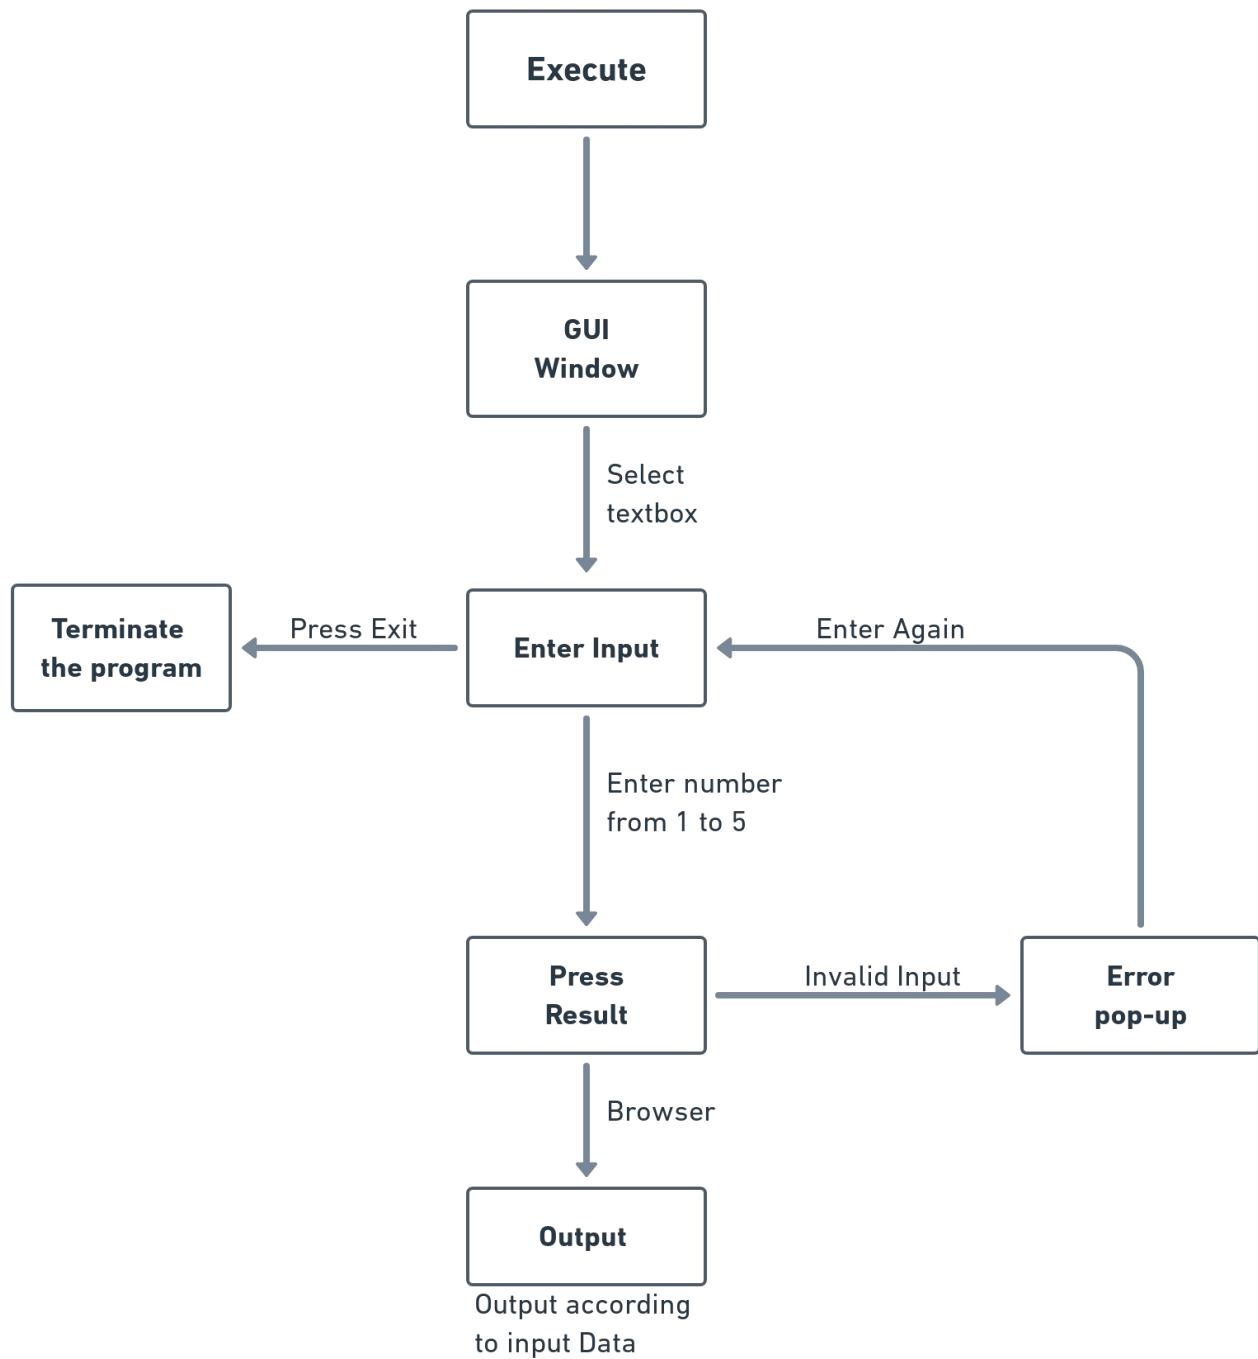 Execute
GUI
Window
Select
textbox
Terminate
the program
Press Exit
Enter Input
Enter Again
Enter number
from 1 to 5
Press
Result
Invalid Input
Error
pop-up
Browser
Output
Output according
to input Data